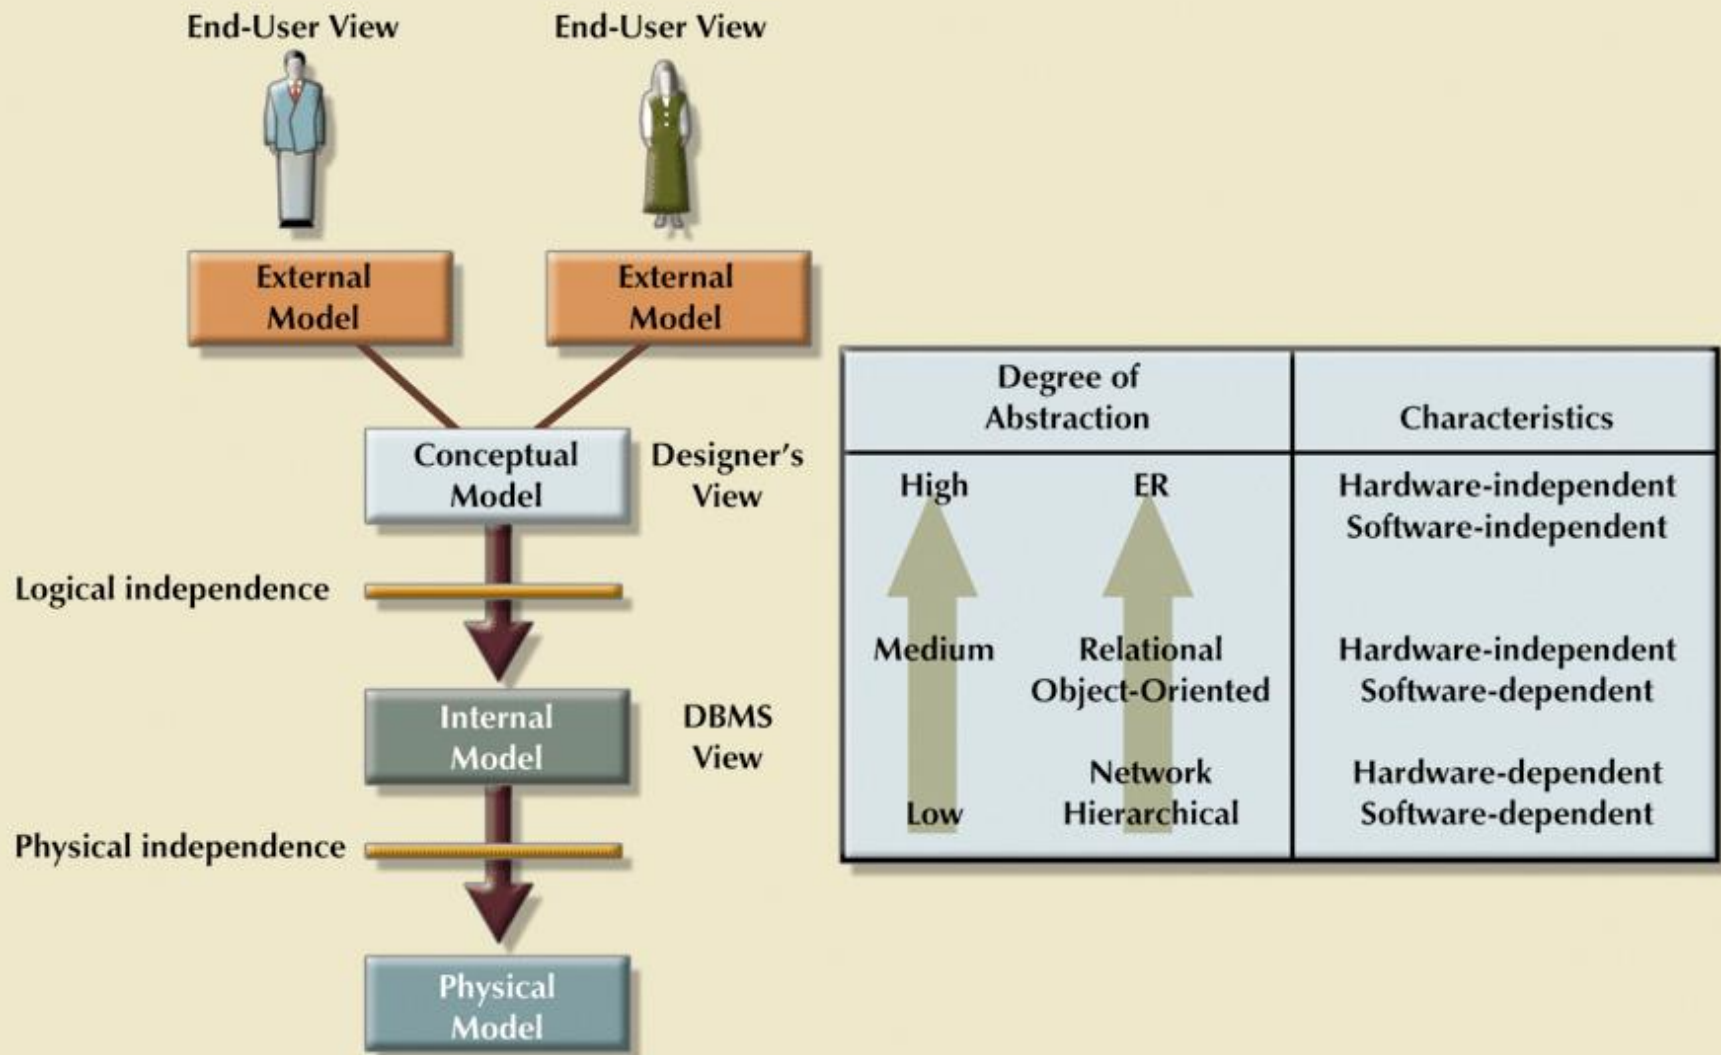 End-User View
End-User View
External
Model
External
Model
Conceptual
Model
Designer's
View
Logical independence
Internal
Model
DBMS
View
Physical independence
Physical
Model
Degree of
Abstraction
Characteristics
High
ER
Hardware-independent
Software-independent
Medium
Relational
Object-Oriented
Hardware-independent
Software-dependent
Low
Network
Hierarchical
Hardware-dependent
Software-dependent